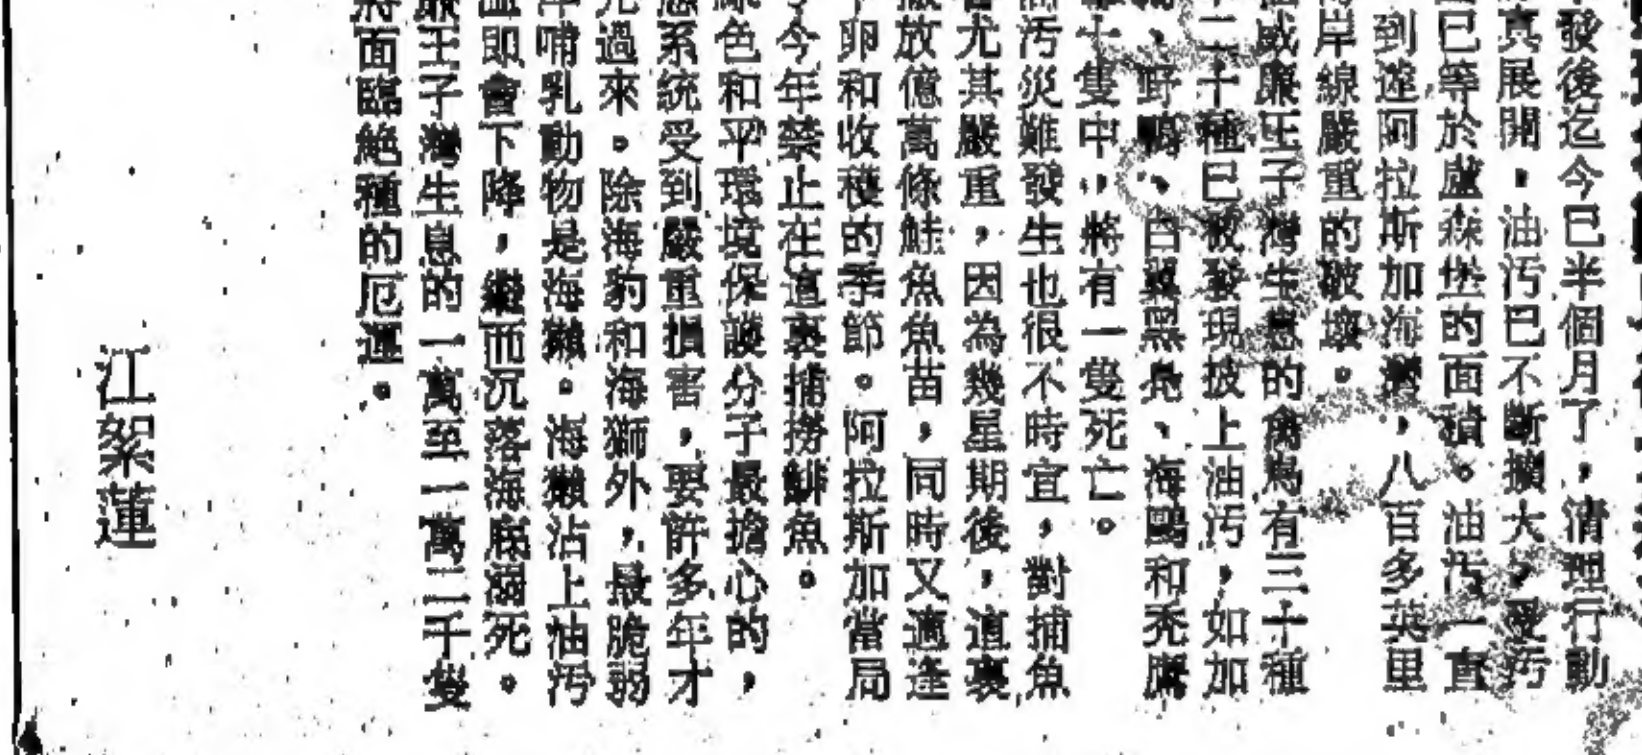 發後迄今已半個月了，清理行動
真展開，油污已不斷擴大，受污
已等於盧森堡的面積。油污一直
到達阿拉斯加海灣，八百多英里
岸線嚴重的破壞。
威廉王子灣生息的禽鳥有三十種
二十種已被發現披上油污，如加
、野鴨、白翼黑鳧、海鷗和禿鷹
十隻中，將有一隻死亡。
污災難發生也很不時宜，對捕魚
尤其嚴重，因為幾星期後，這裏
放億萬條鮭魚魚苗，同時又適逢
卵和收穫的季節。阿拉斯加當局
今年禁止在這裏捕撈鯡魚。
色和平環境保護分子最擔心的，
系統受到嚴重損害，要許多年才
過來。除海豹和海獅外，最脆弱
哺乳動物是海獺。海獺沾上油污
即會下降，繼而沉落海底溺死。
王子灣生息的一萬至一萬三千隻
將面臨絕種的厄運。
江絮蓮